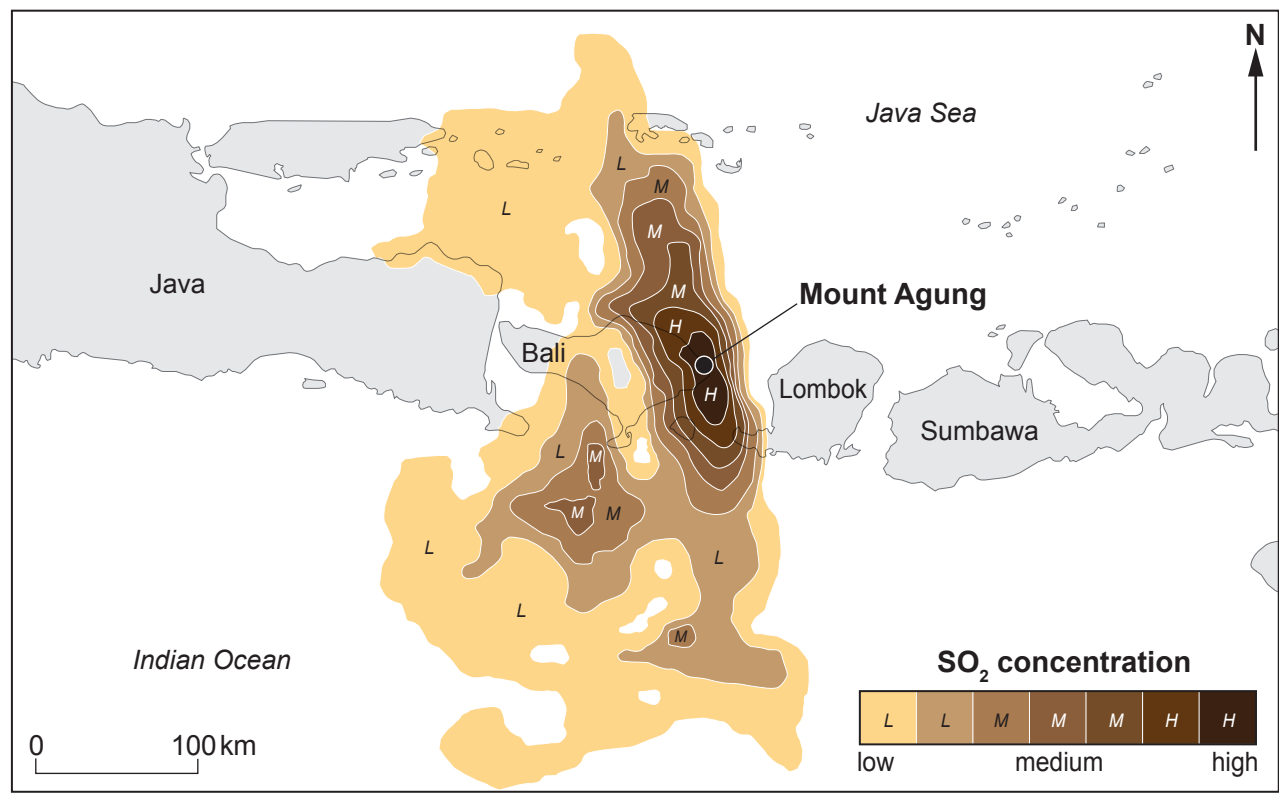 N
Java Sea
L
M
L
M
Java
M
Mount Agung
H
Bali
H
Lombok
Sumbawa
L
M
M
M
L
L
L
M
Indian Ocean
SO₂ concentration
L L M M M H H
low medium high
0 100 km